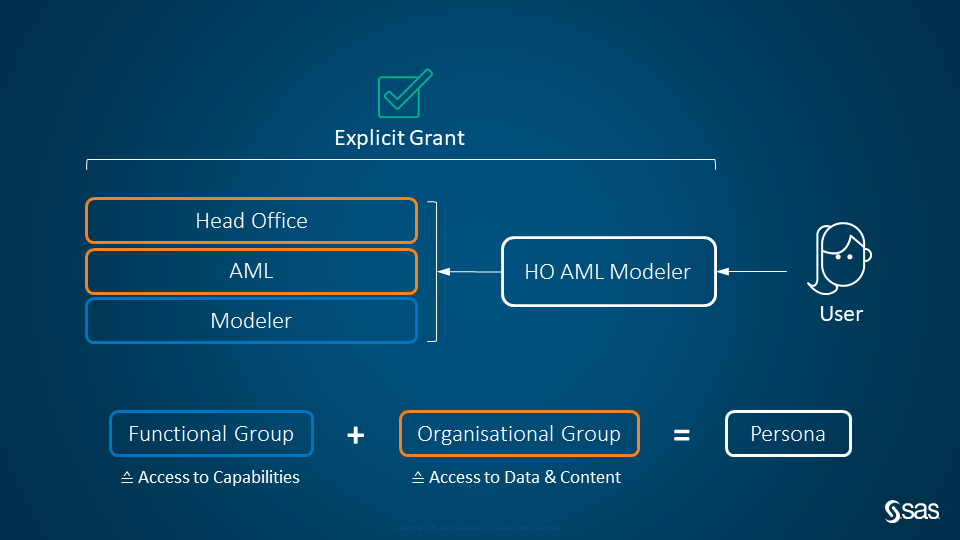 Explicit Grant
Head Office
AML
Modeler
HO AML Modeler
User
Functional Group
+
Organisational Group
=
Persona
≙ Access to Capabilities
≙ Access to Data & Content
sas